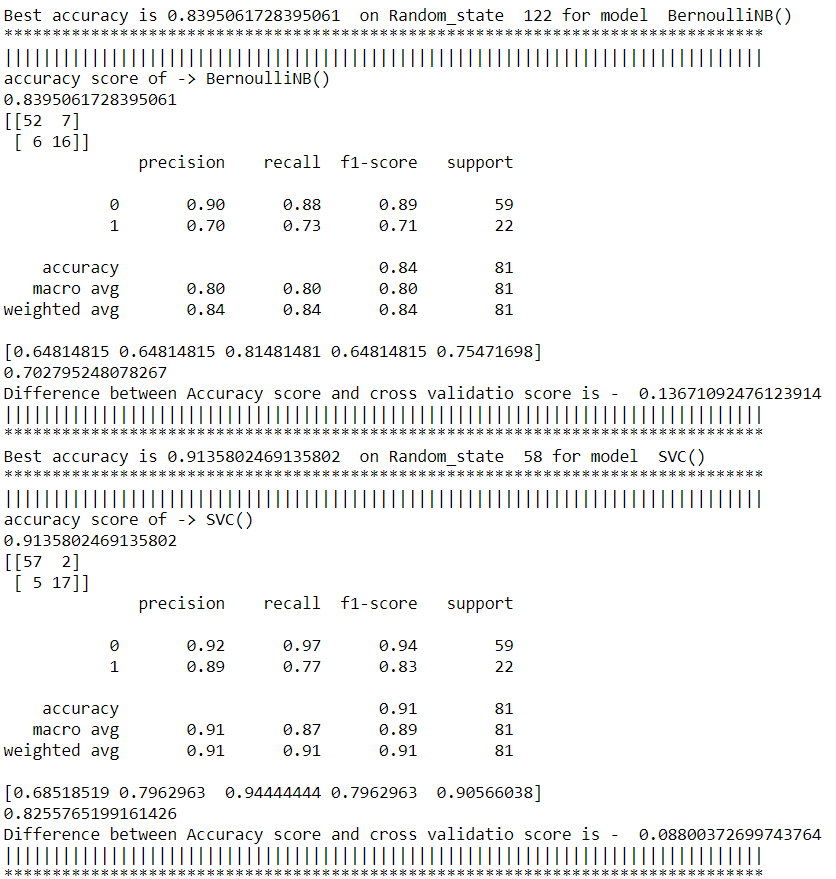 Best accuracy is 0.8395061728395061  on Random_state  122 for model  BernoulliNB()
*******************************************************************************
|||||||||||||||||||||||||||||||||||||||||||||||||||||||||||||||||||||||||||||||
accuracy score of -> BernoulliNB()
0.8395061728395061
[[52  7]
 [ 6 16]]
              precision    recall  f1-score   support

           0       0.90      0.88      0.89        59
           1       0.70      0.73      0.71        22

    accuracy                           0.84        81
   macro avg       0.80      0.80      0.80        81
weighted avg       0.84      0.84      0.84        81

[0.64814815 0.64814815 0.81481481 0.64814815 0.75471698]
0.702795248078267
Difference between Accuracy score and cross validatio score is -  0.13671092476123914
|||||||||||||||||||||||||||||||||||||||||||||||||||||||||||||||||||||||||||||||
*******************************************************************************
Best accuracy is 0.9135802469135802  on Random_state  58 for model  SVC()
*******************************************************************************
|||||||||||||||||||||||||||||||||||||||||||||||||||||||||||||||||||||||||||||||
accuracy score of -> SVC()
0.9135802469135802
[[57  2]
 [ 5 17]]
              precision    recall  f1-score   support

           0       0.92      0.97      0.94        59
           1       0.89      0.77      0.83        22

    accuracy                           0.91        81
   macro avg       0.91      0.87      0.89        81
weighted avg       0.91      0.91      0.91        81

[0.68518519 0.7962963  0.94444444 0.7962963  0.90566038]
0.8255765199161426
Difference between Accuracy score and cross validatio score is -  0.08800372699743764
|||||||||||||||||||||||||||||||||||||||||||||||||||||||||||||||||||||||||||||||
*******************************************************************************